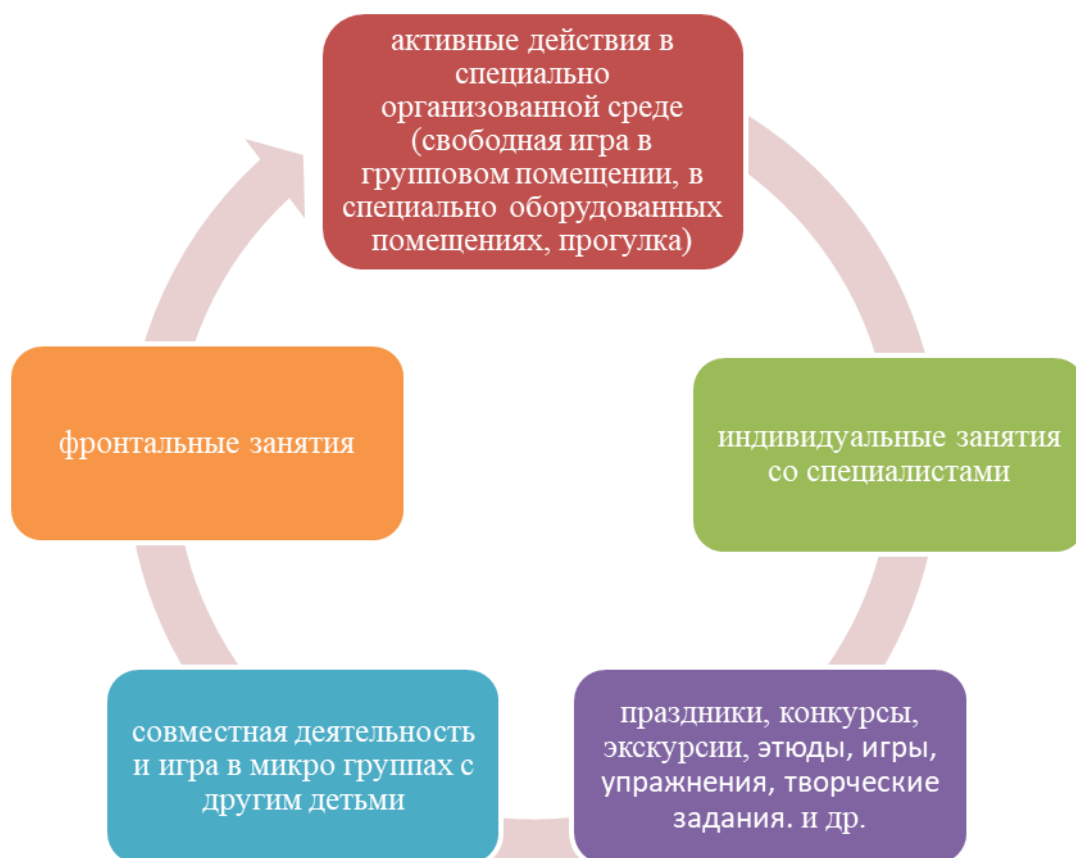 активные действия в
специально
организованной среде
(свободная игра в
групповом помещении, в
специально оборудованных
помещениях, прогулка)
индивидуальные занятия
со специалистами
праздники, конкурсы,
экскурсии, этюды, игры,
упражнения, творческие
задания. и др.
совместная деятельность
и игра в микро группах с
другим детьми
фронтальные занятия